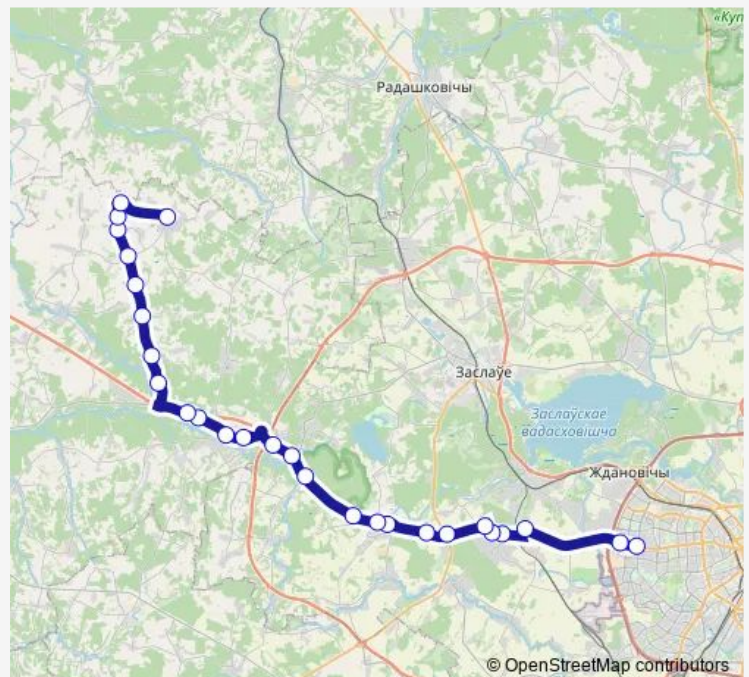 «Куп
Радашковічы
Заслаўе
Заслаўскае
вадасховішча
Ждановічы
© OpenStreetMap contributors